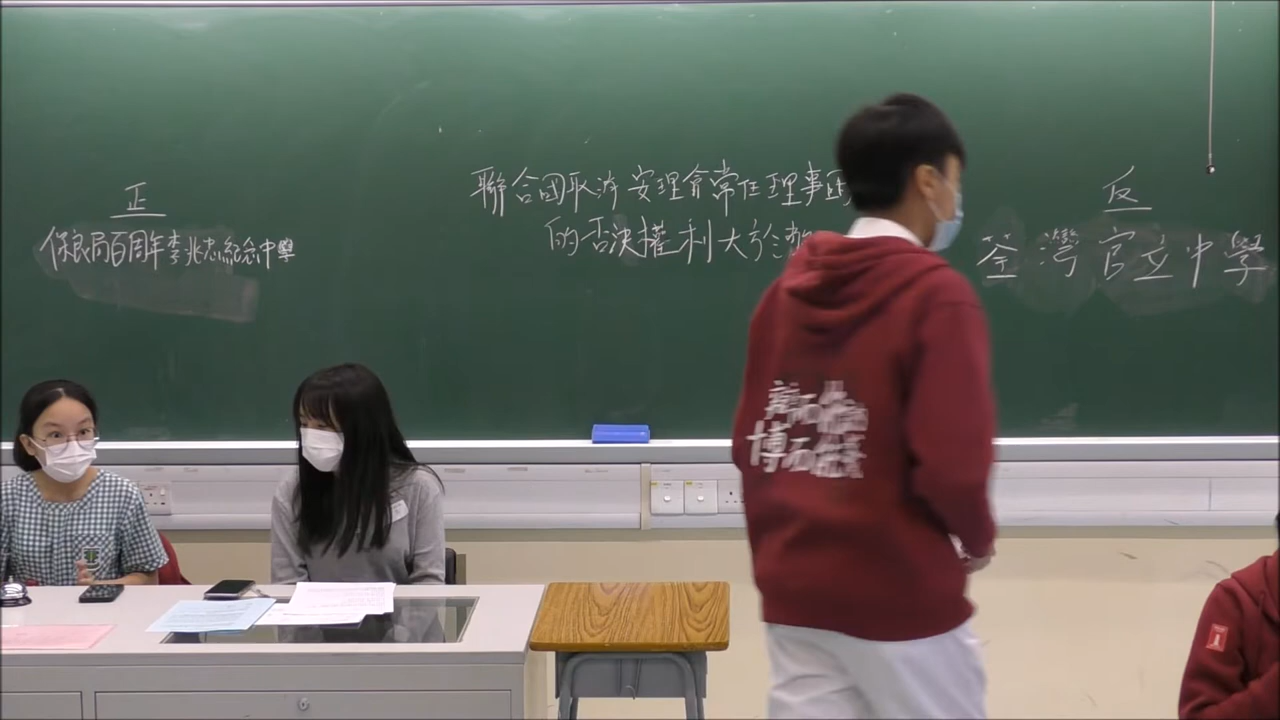 正
保良局百周年李兆忠紀念中學
聯合國取消安理會常任理事國
的否決權利大於弊
反
荃灣官立中學
博